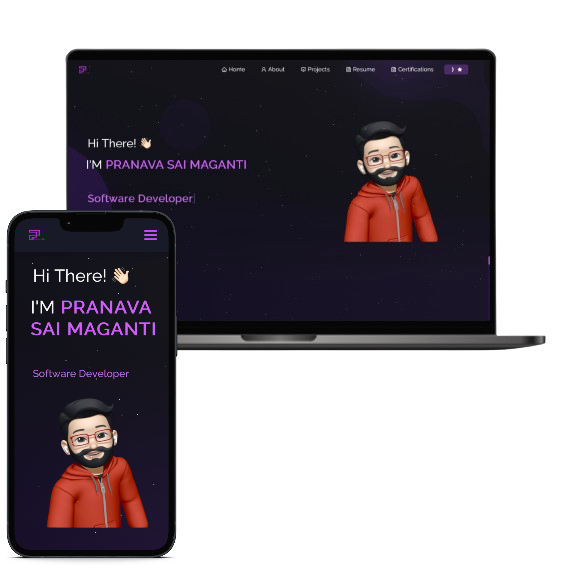 Home About Projects Resume Certifications
Hi There! 👋🏻
I'M PRANAVA SAI MAGANTI
Software Developer
Hi There! 👋🏻
I'M PRANAVA
SAI MAGANTI
Software Developer